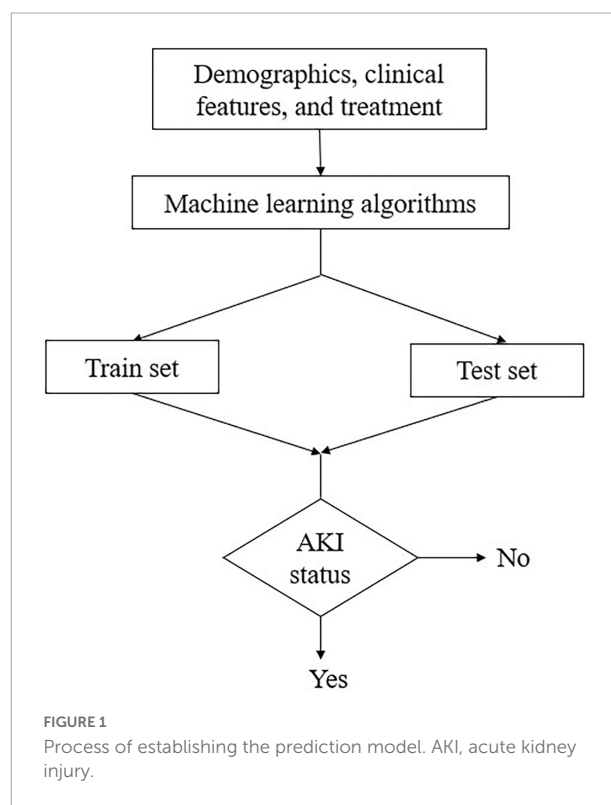 Demographics, clinical
features, and treatment
Machine learning algorithms
Train set
Test set
AKI
status
No
Yes
FIGURE 1
Process of establishing the prediction model. AKI, acute kidney
injury.